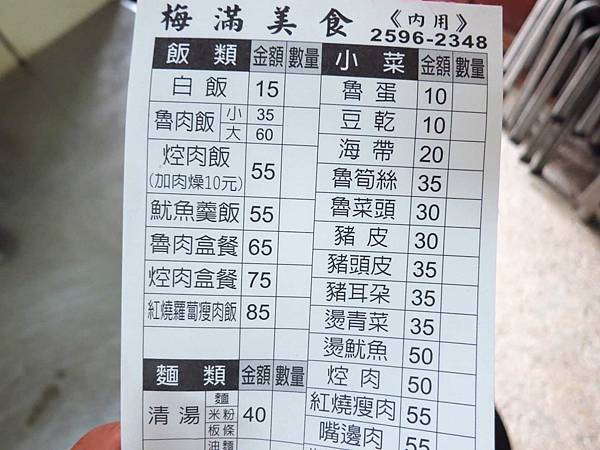 梅滿美食 《內用》
2596-2348
飯類 金額 數量
白飯 15
魯肉飯 小 35
大 60
焢肉飯
(加肉燥10元) 55
魷魚羹飯 55
魯肉盒餐 65
焢肉盒餐 75
紅燒蘿蔔瘦肉飯 85
麵類 金額 數量
清湯 麵
米粉
板條 40
油麵
小菜 金額 數量
魯蛋 10
豆乾 10
海帶 20
魯筍絲 35
魯菜頭 30
豬皮 30
豬頭皮 35
豬耳朵 35
燙青菜 35
燙魷魚 50
焢肉 50
紅燒瘦肉 55
嘴邊肉 55